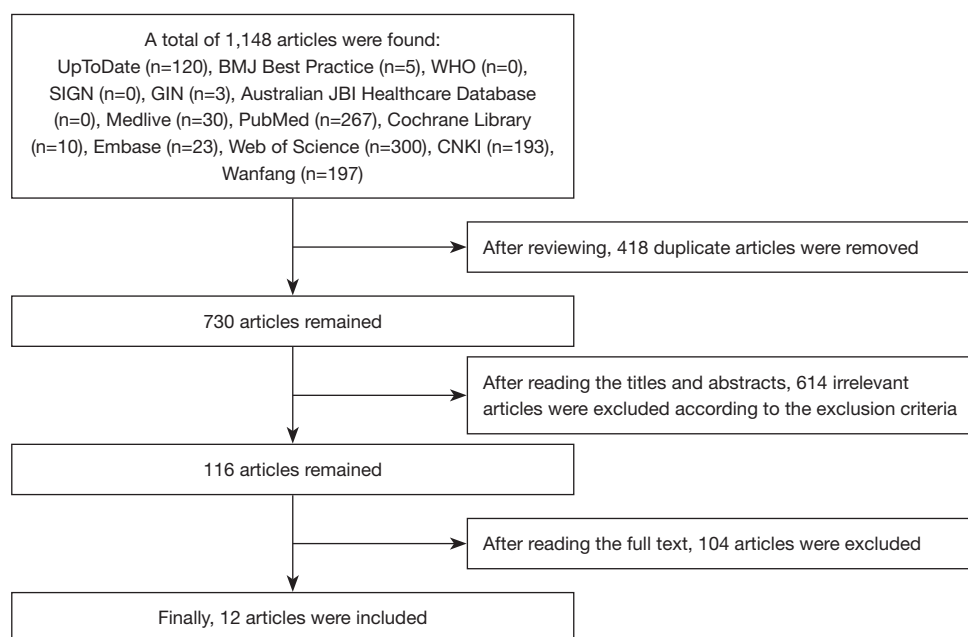 A total of 1,148 articles were found:
UpToDate (n=120), BMJ Best Practice (n=5), WHO (n=0),
SIGN (n=0), GIN (n=3), Australian JBI Healthcare Database
(n=0), Medlive (n=30), PubMed (n=267), Cochrane Library
(n=10), Embase (n=23), Web of Science (n=300), CNKI (n=193),
Wanfang (n=197)
After reviewing, 418 duplicate articles were removed
730 articles remained
After reading the titles and abstracts, 614 irrelevant
articles were excluded according to the exclusion criteria
116 articles remained
After reading the full text, 104 articles were excluded
Finally, 12 articles were included